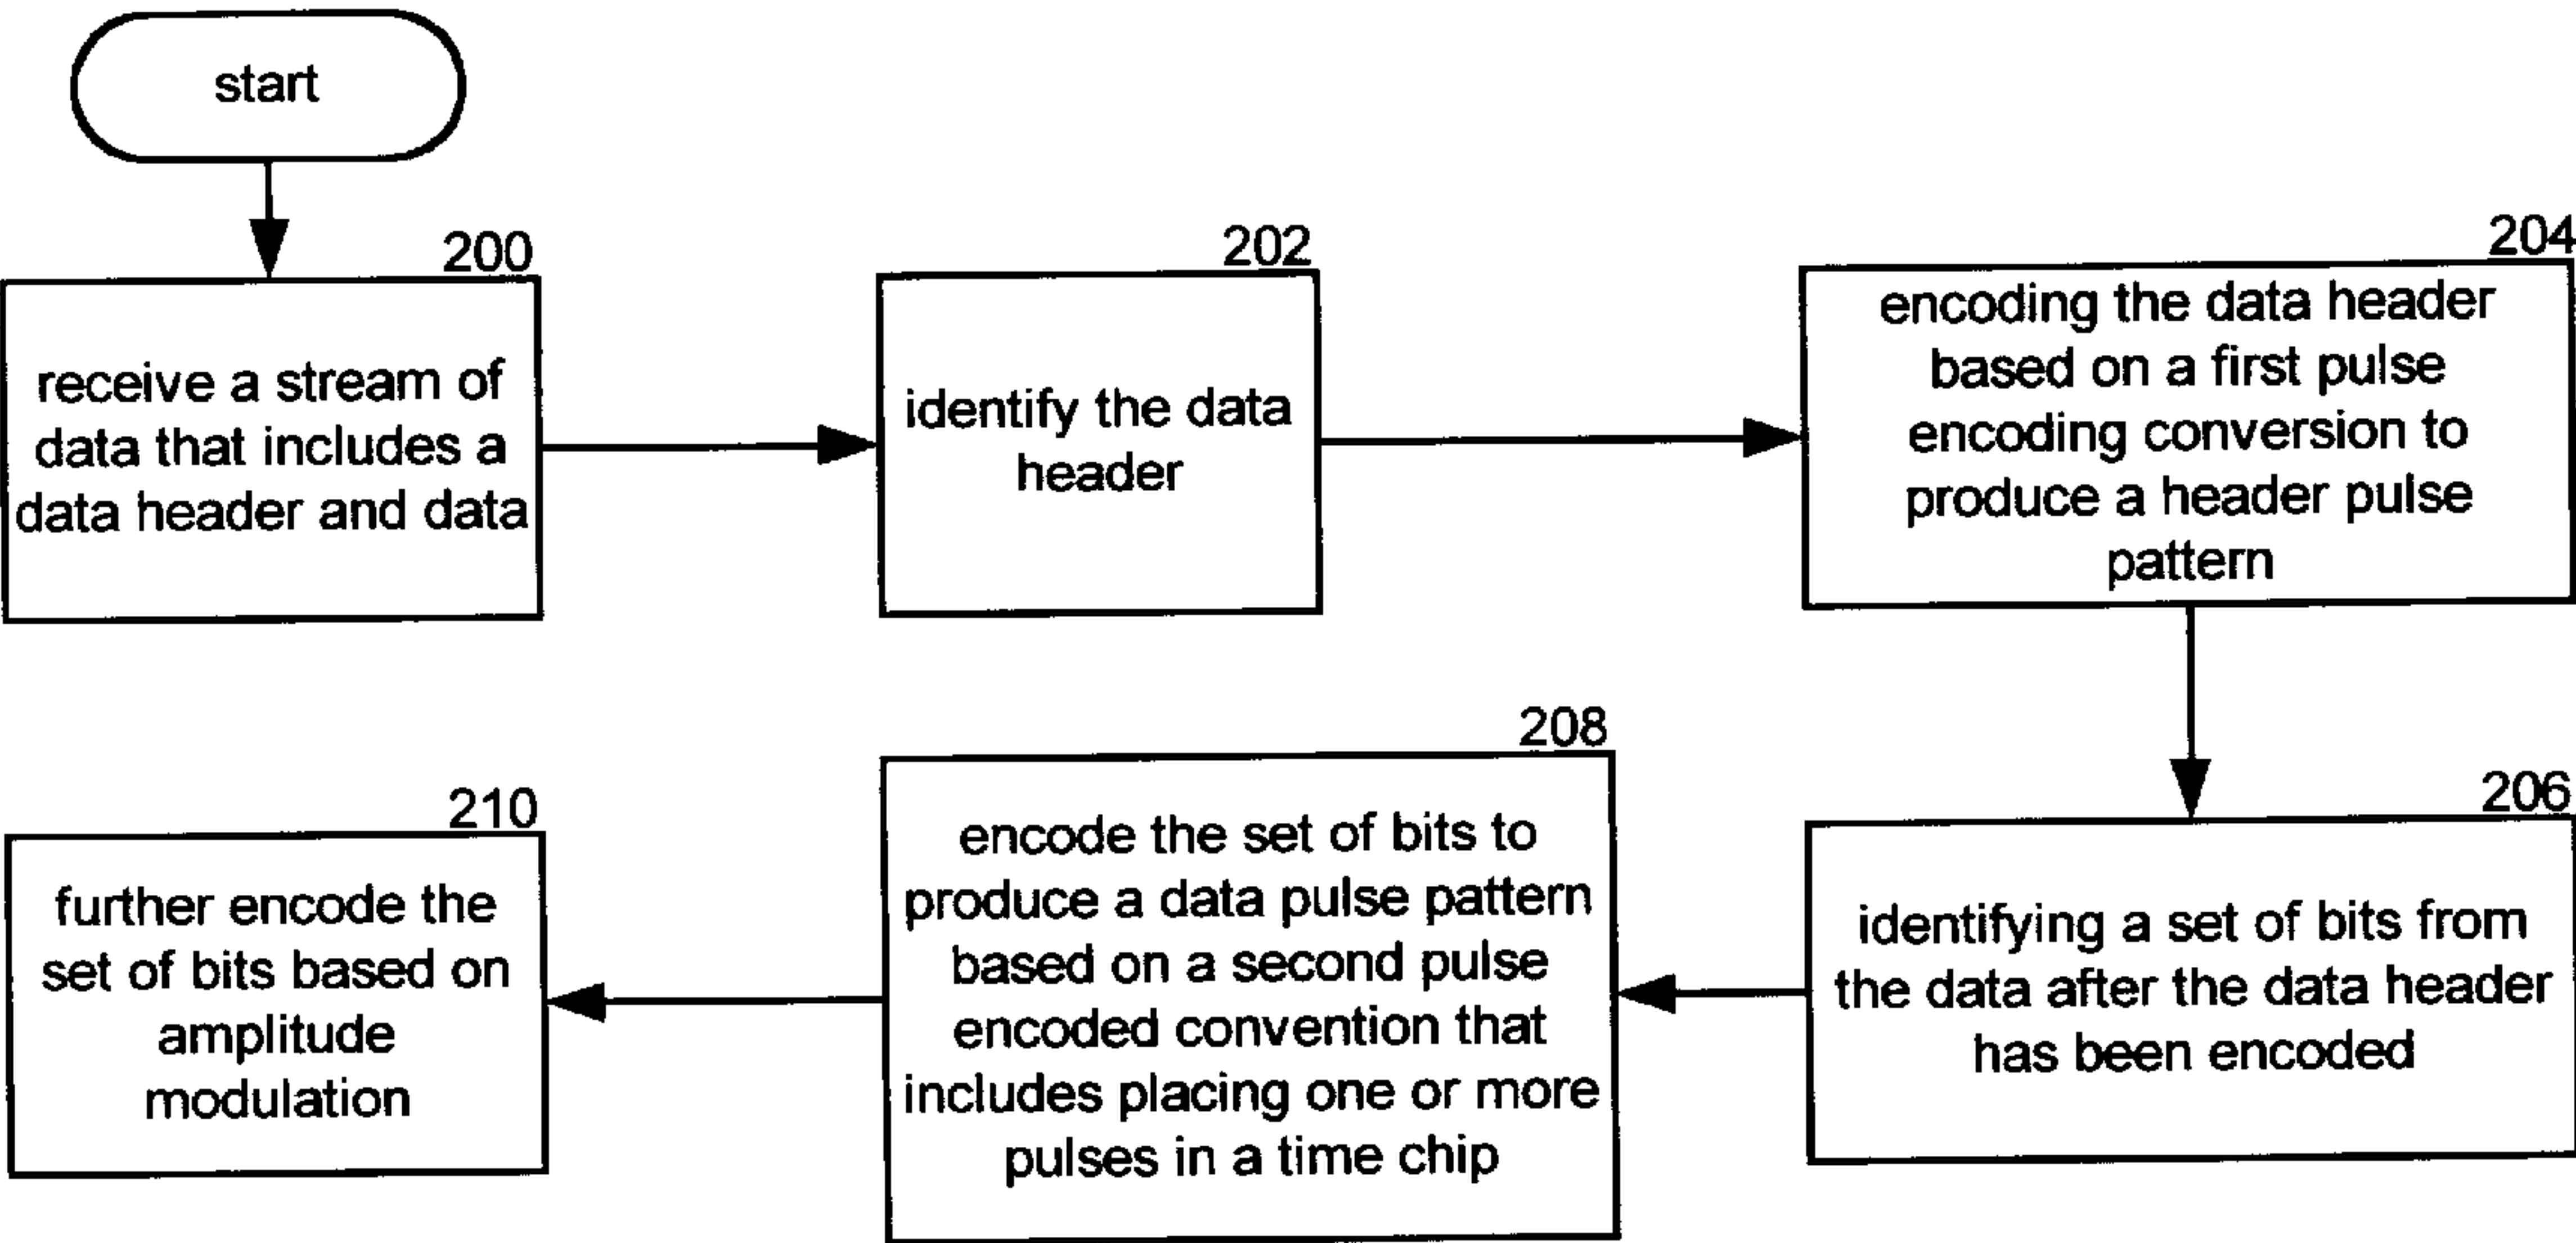 start
200
receive a stream of
data that includes a
data header and data
202
identify the data
header
204
encoding the data header
based on a first pulse
encoding conversion to
produce a header pulse
pattern
206
identifying a set of bits from
the data after the data header
has been encoded
208
encode the set of bits to
produce a data pulse pattern
based on a second pulse
encoded convention that
includes placing one or more
pulses in a time chip
210
further encode the
set of bits based on
amplitude
modulation